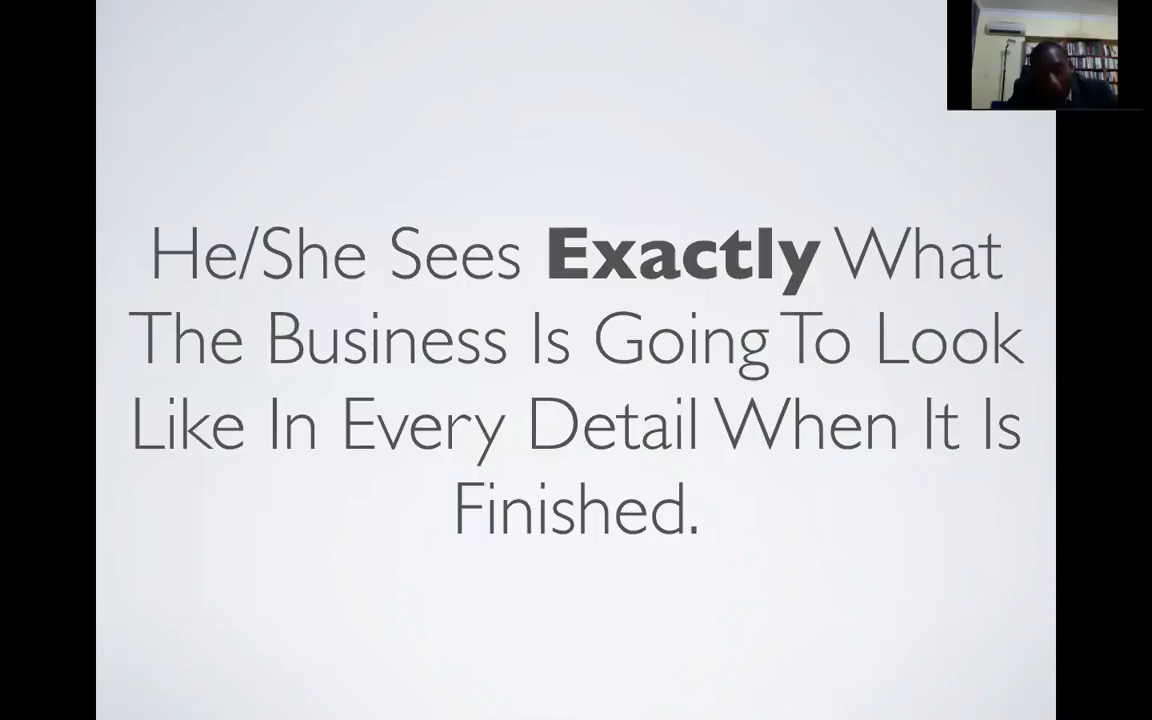 He/She Sees Exactly What
The Business Is Going To Look
Like In Every Detail When It Is
Finished.